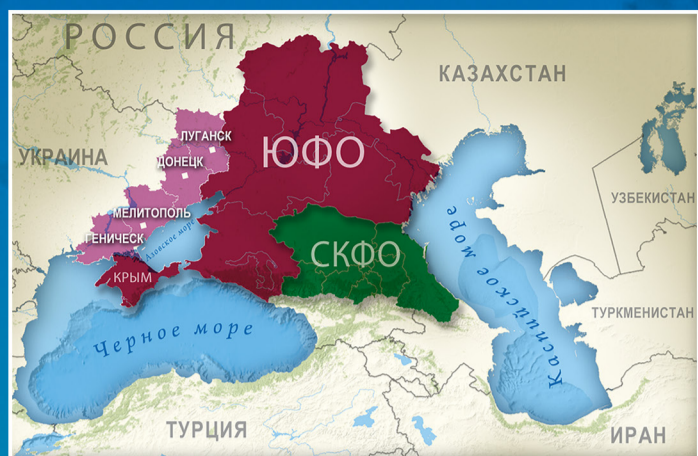 РОССИЯ
КАЗАХСТАН
ЛУГАНСК
УКРАИНА
ДОНЕЦК
ЮФО
УЗБЕКИСТАН
МЕЛИТОПОЛЬ
Азовское море
ГЕНИЧЕСК
СКФО
КРЫМ
Каспийское море
ТУРКМЕНИСТАН
Черное море
ТУРЦИЯ
ИРАН